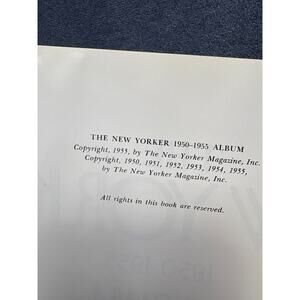 THE NEW YORKER 1950–1955 ALBUM
Copyright, 1955, by The New Yorker Magazine, Inc.
Copyright, 1950, 1951, 1952, 1953, 1954, 1955,
by The New Yorker Magazine, Inc.
All rights in this book are reserved.